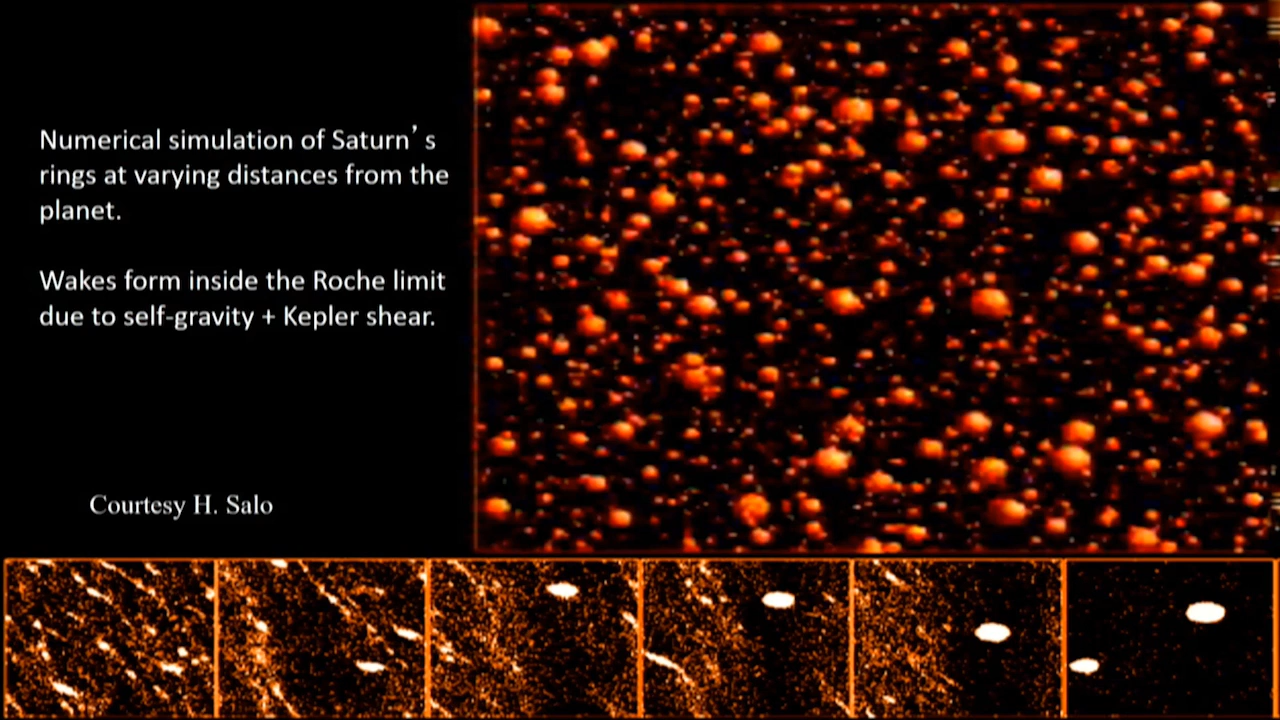 Numerical simulation of Saturn’s
rings at varying distances from the
planet.
Wakes form inside the Roche limit
due to self-gravity + Kepler shear.
Courtesy H. Salo